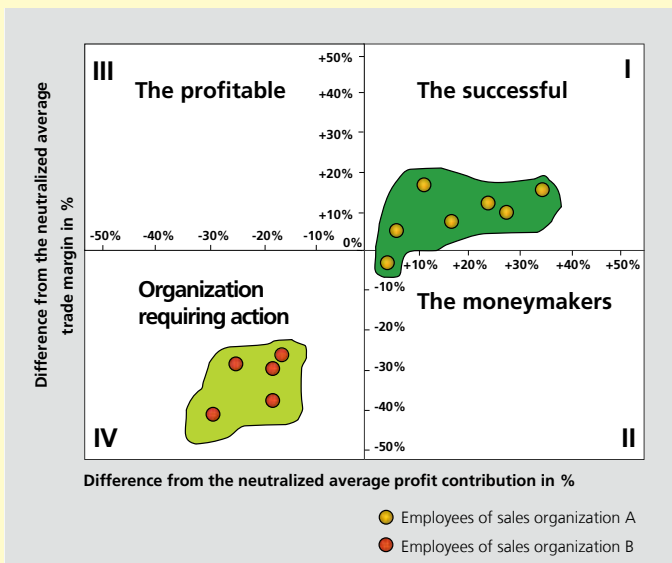 Difference from the neutralized average
trade margin in %
III
The profitable
I
The successful
+50%
+40%
+30%
+20%
+10%
0%
-50% -40% -30% -20% -10%
+10% +20% +30% +40% +50%
Organization
requiring action
The moneymakers
-10%
-20%
-30%
-40%
-50%
IV
II
Difference from the neutralized average profit contribution in %
Employees of sales organization A
Employees of sales organization B